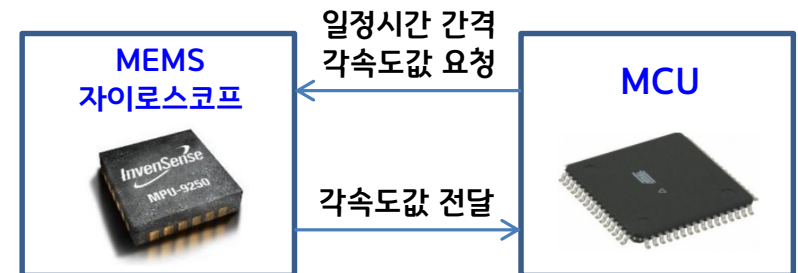 MEMS
자이로스코프
InvenSense
MPU-9250
일정시간 간격
각속도값 요청
각속도값 전달
MCU